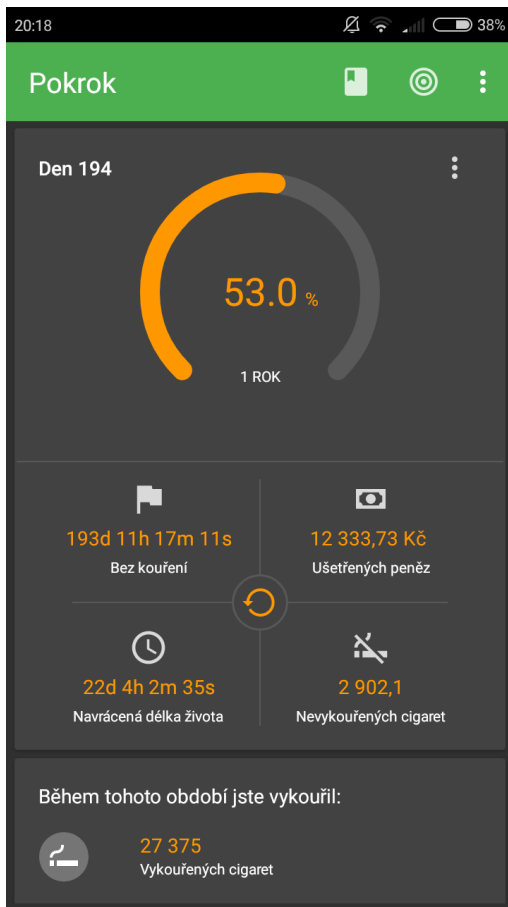 20:18
38%
Pokrok
Den 194
53.0 %
1 ROK
193d 11h 17m 11s
Bez kouření
12 333,73 Kč
Ušetřených peněz
22d 4h 2m 35s
Navrácená délka života
2 902,1
Nevykouřených cigaret
Během tohoto období jste vykouřil:
27 375
Vykouřených cigaret